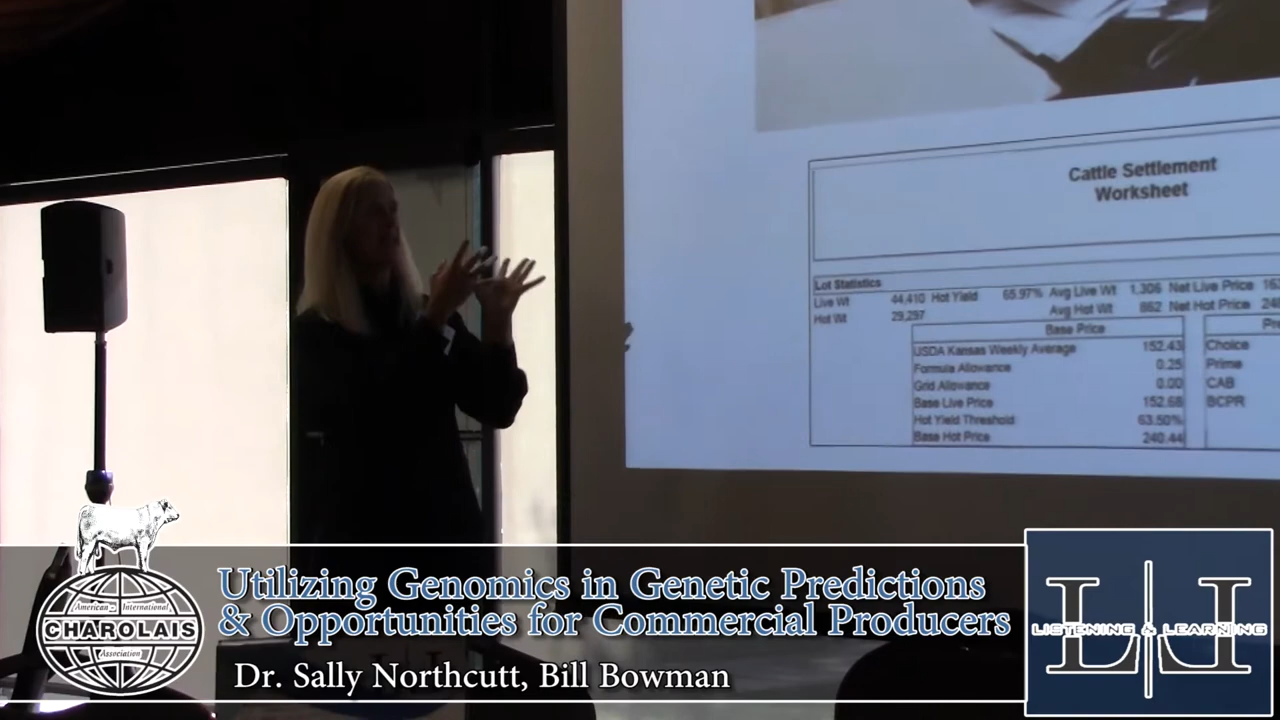 Cattle Settlement
Worksheet
Lot Statistics
Live Wt 44,410 Hot Yield 65.97% Avg Live Wt 1,306 Net Live Price
Hot Wt 29,297 Avg Hot Wt 862 Net Hot Price
Base Price
USDA Kansas Weekly Average 152.43 Choice
Formula Allowance 0.25 Prime
Grid Allowance 0.00 CAB
Base Live Price 152.68 BCPR
Hot Yield Threshold 63.50%
Base Hot Price 240.44
American - International
CHAROLAIS
Association
Utilizing Genomics in Genetic Predictions
& Opportunities for Commercial Producers
Dr. Sally Northcutt, Bill Bowman
L L
LISTENING & LEARNING